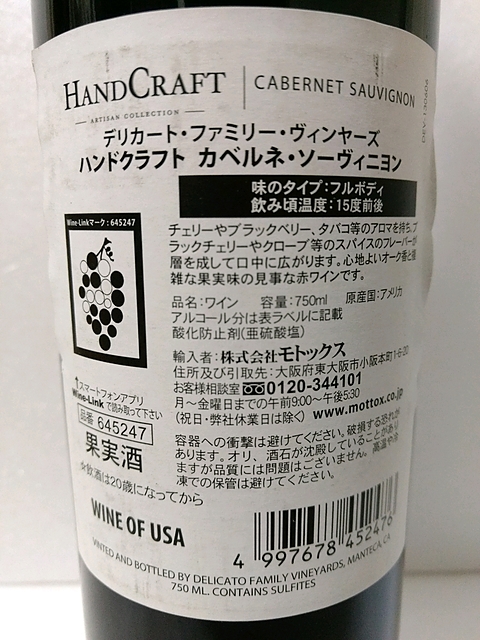 HANDCRAFT
ARTISAN COLLECTION
CABERNET SAUVIGNON
デリカート・ファミリー・ヴィンヤーズ
ハンドクラフト カベルネ・ソーヴィニヨン
味のタイプ：フルボディ
飲み頃温度：15度前後
Wine-Linkマーク：645247
チェリーやブラックベリー、タバコ等のアロマを持ち、ブ
ラックチェリーやクローブ等のスパイスのフレーバーが
層を成して口中に広がります。心地よいオーク香と複
雑な果実味の見事な赤ワインです。
品名：ワイン 容量：750ml 原産国：アメリカ
アルコール分は表ラベルに記載
酸化防止剤（亜硫酸塩）
輸入者：株式会社モトックス
住所及び引取先：大阪府東大阪市小阪本町1-6-20
お客様相談室 0120-344101
月～金曜日までの午前9:00～午後5:30
（祝日・弊社休業日は除く） www.mottox.co.jp
↑スマートフォンアプリ
Wine-Linkで読み取って下さい
品番 645247
果実酒
☆飲酒は20歳になってから
容器への衝撃は避けてください。破損する恐れが
あります。オリ、酒石が沈殿していることがあり
ますが品質には問題はございません。高温や冷
凍での保管は避けてください。
WINE OF USA
4 997678 452476
VINTED AND BOTTLED BY DELICATO FAMILY VINEYARDS, MANTECA, CA
750 ML. CONTAINS SULFITES